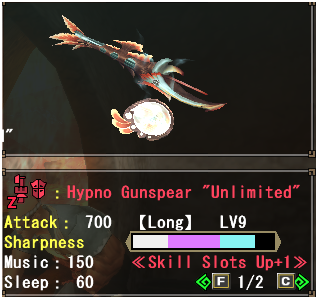 "
: Hypno Gunspear "Unlimited"
Attack : 700 【Long】 LV9
Sharpness
Music : 150 ≪Skill Slots Up+1≫
Sleep : 60 F 1/2 C